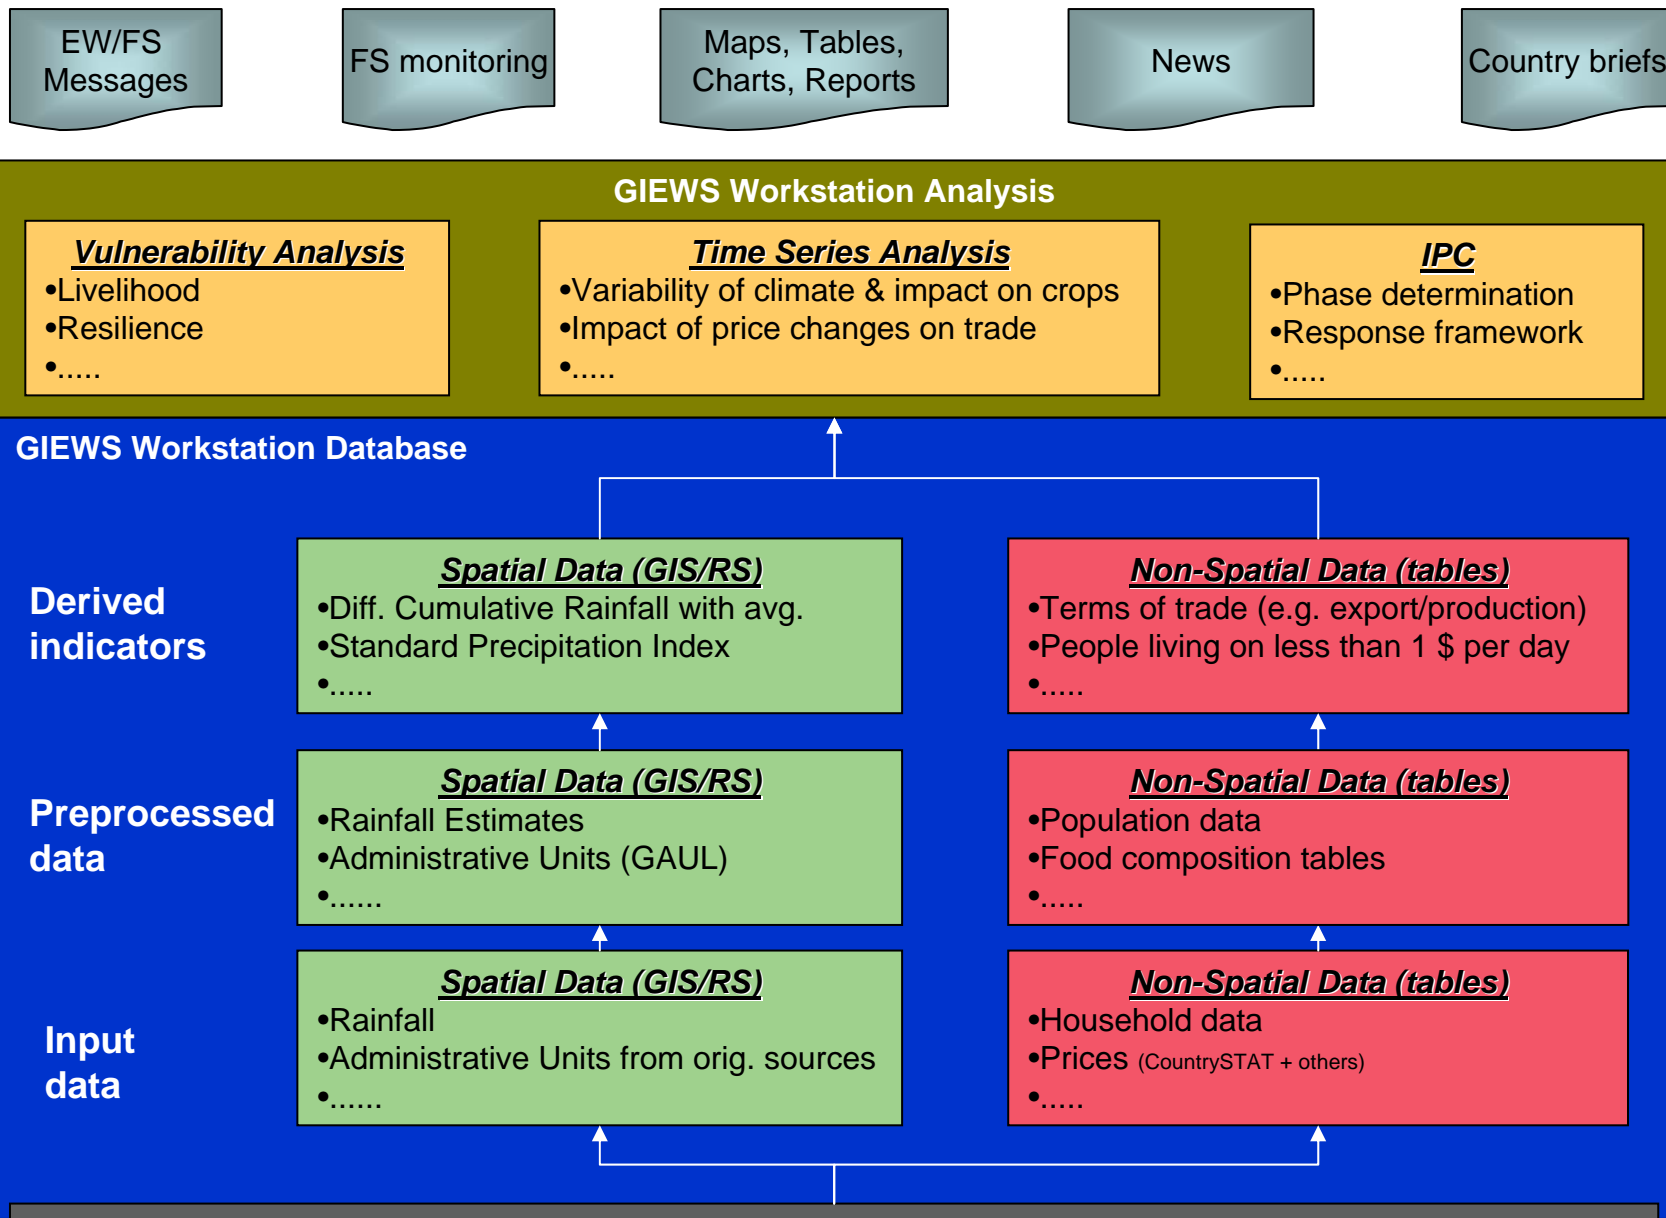 EW/FS
Messages
FS monitoring
Maps, Tables,
Charts, Reports
News
Country briefs
GIEWS Workstation Analysis
Vulnerability Analysis
•Livelihood
•Resilience
•.....
Time Series Analysis
•Variability of climate & impact on crops
•Impact of price changes on trade
•.....
IPC
•Phase determination
•Response framework
•.....
GIEWS Workstation Database
Derived
indicators
Spatial Data (GIS/RS)
•Diff. Cumulative Rainfall with avg.
•Standard Precipitation Index
•.....
Non-Spatial Data (tables)
•Terms of trade (e.g. export/production)
•People living on less than 1 $ per day
•.....
Preprocessed
data
Spatial Data (GIS/RS)
•Rainfall Estimates
•Administrative Units (GAUL)
•......
Non-Spatial Data (tables)
•Population data
•Food composition tables
•.....
Input
data
Spatial Data (GIS/RS)
•Rainfall
•Administrative Units from orig. sources
•......
Non-Spatial Data (tables)
•Household data
•Prices (CountrySTAT + others)
•.....